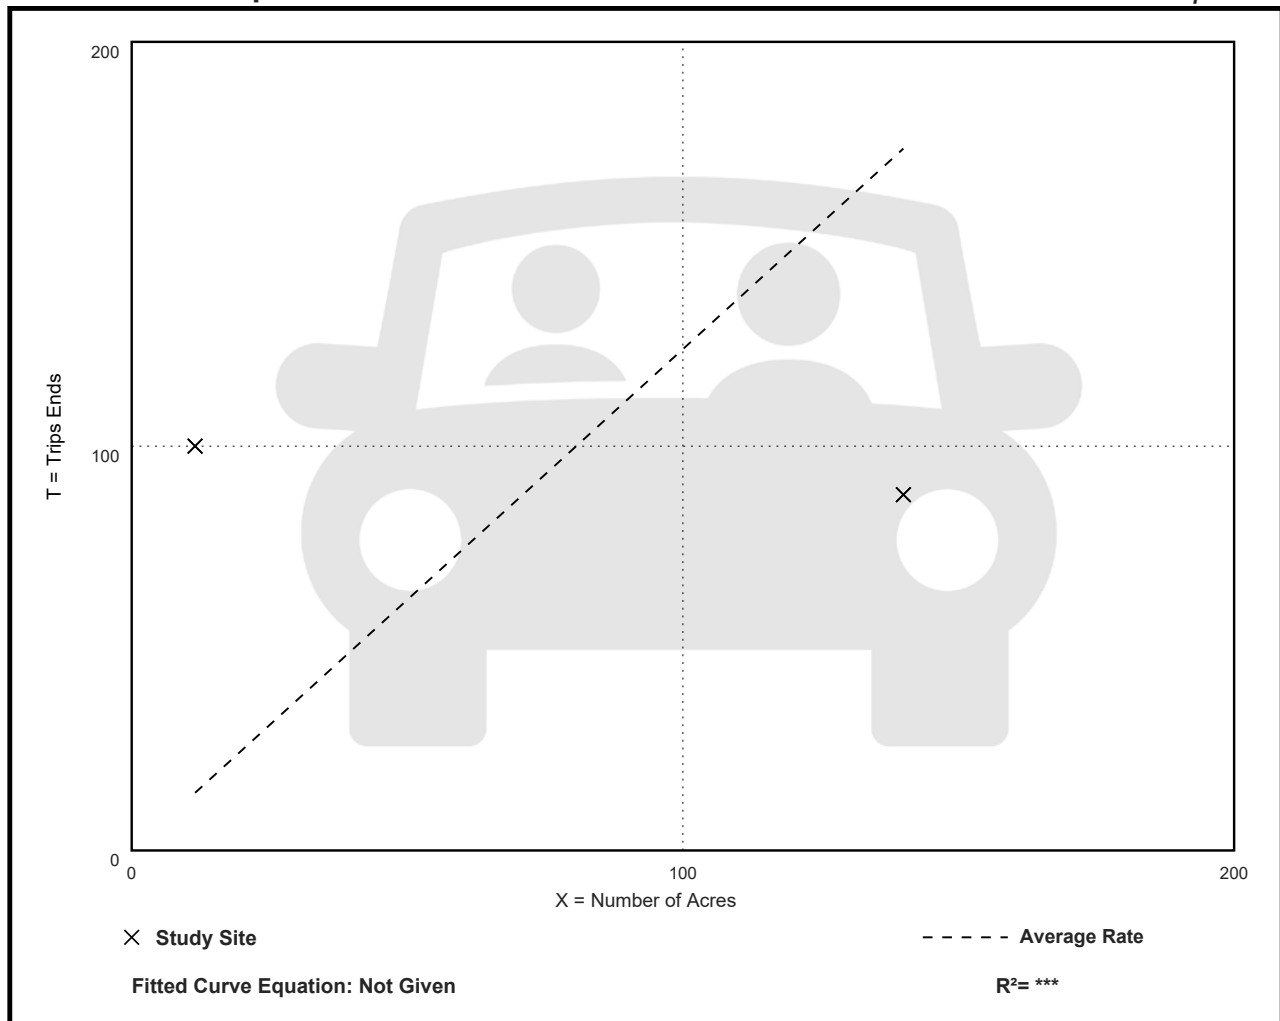 200
100
0
T = Trips Ends
0 100 200
X = Number of Acres
Study Site
Average Rate
Fitted Curve Equation: Not Given
R²= ***